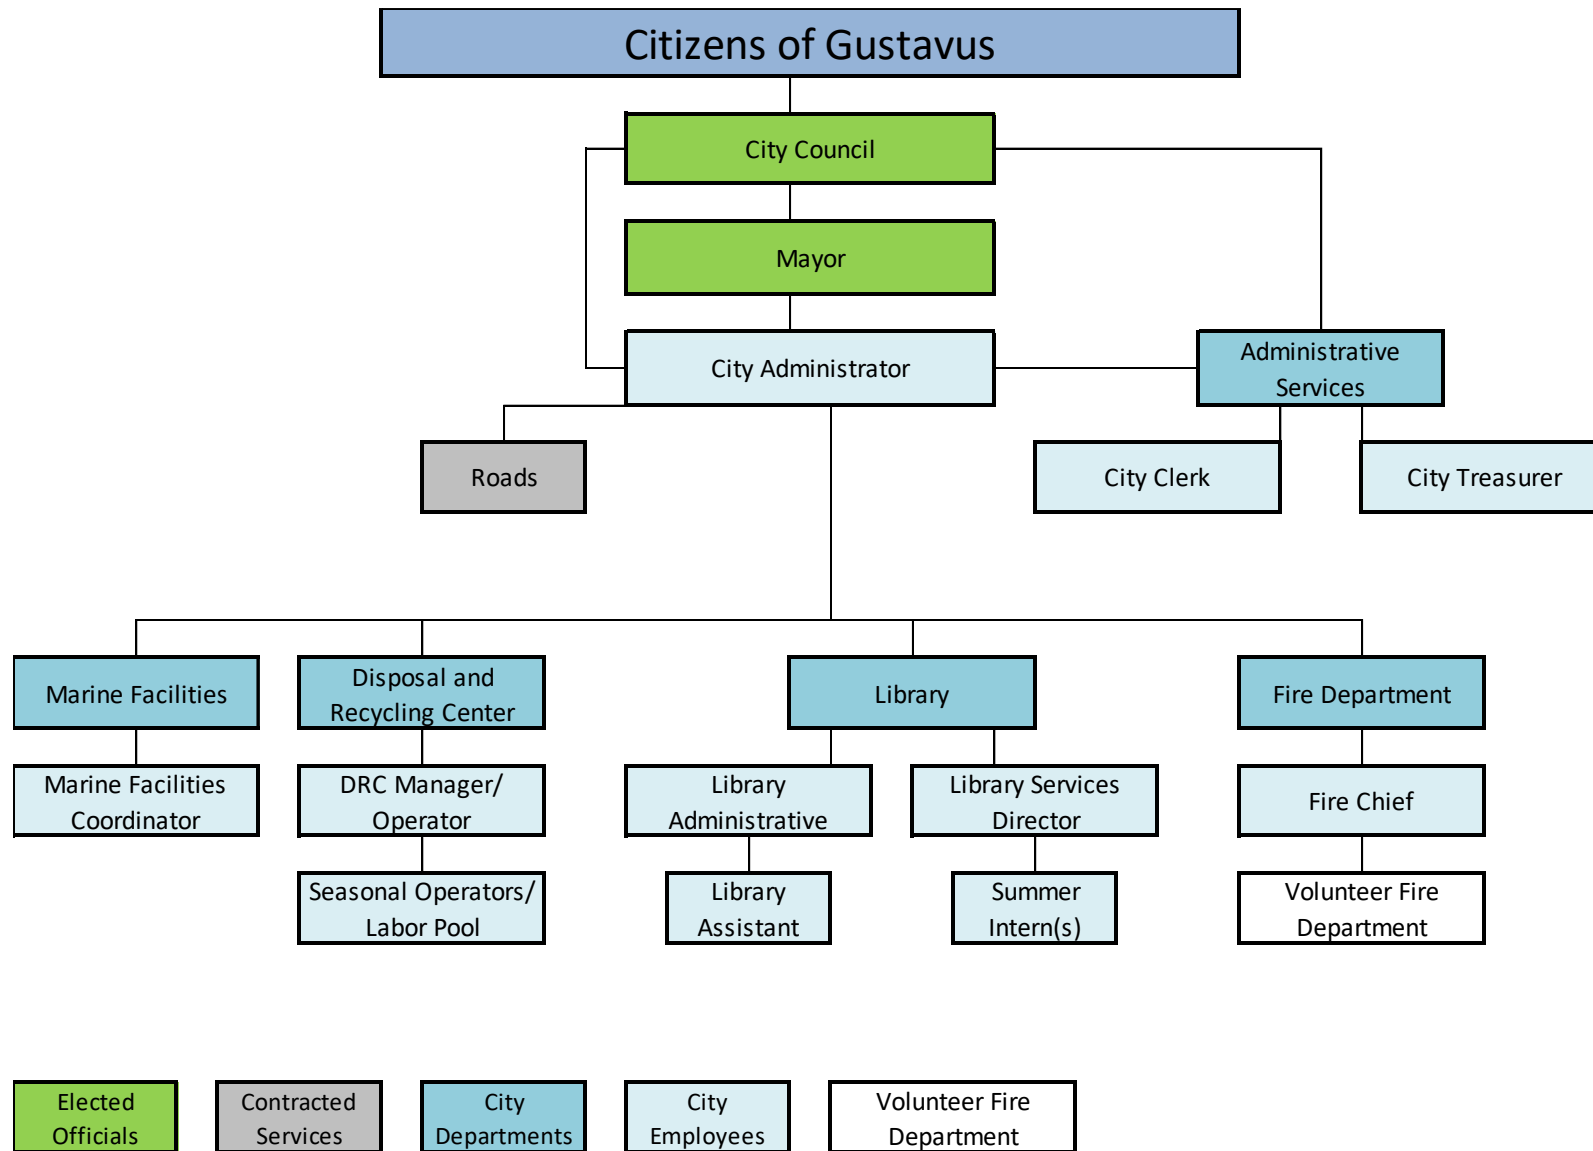 Citizens of Gustavus
City Council
Mayor
City Administrator
Administrative
Services
Roads
City Clerk
City Treasurer
Marine Facilities
Disposal and
Recycling Center
Library
Fire Department
Marine Facilities
Coordinator
DRC Manager/
Operator
Library
Administrative
Library Services
Director
Fire Chief
Seasonal Operators/
Labor Pool
Library
Assistant
Summer
Intern(s)
Volunteer Fire
Department
Elected
Officials
Contracted
Services
City
Departments
City
Employees
Volunteer Fire
Department